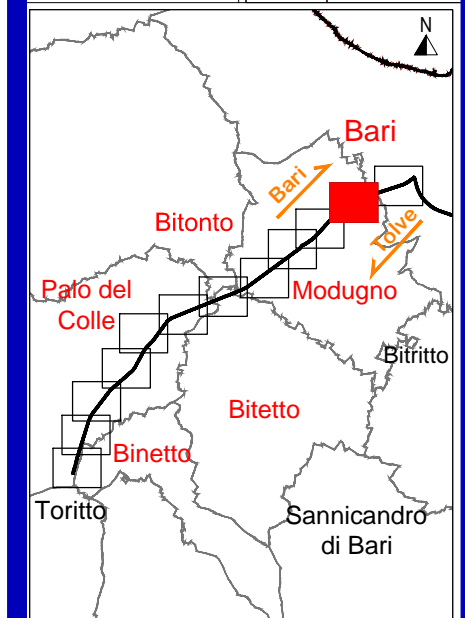 N
Bari
Bari
Bitonto
Tolve
Palo del
Colle
Modugno
Bitritto
Bitetto
Binetto
Toritto
Sannicandro
di Bari